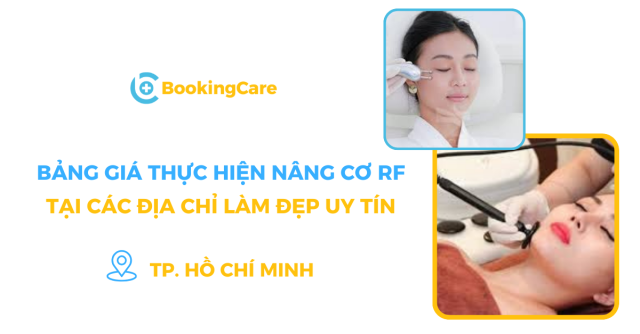 BookingCare
BẢNG GIÁ THỰC HIỆN NÂNG CƠ RF
TẠI CÁC ĐỊA CHỈ LÀM ĐẸP UY TÍN
TP. HỒ CHÍ MINH